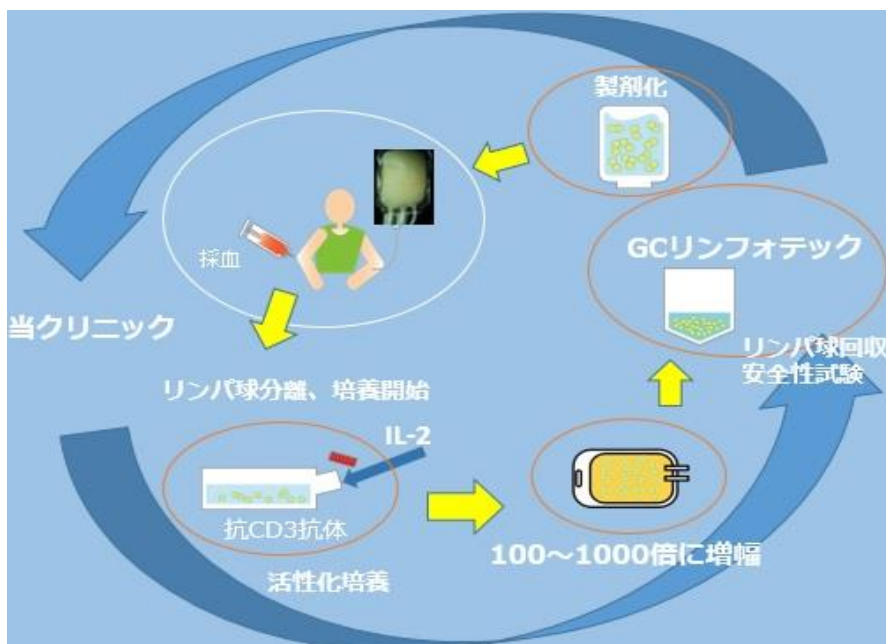 製剤化
採血
当クリニック
GCリンフォテック
リンパ球回収
安全性試験
リンパ球分離、培養開始
IL-2
抗CD3抗体
活性化培養
100～1000倍に増幅